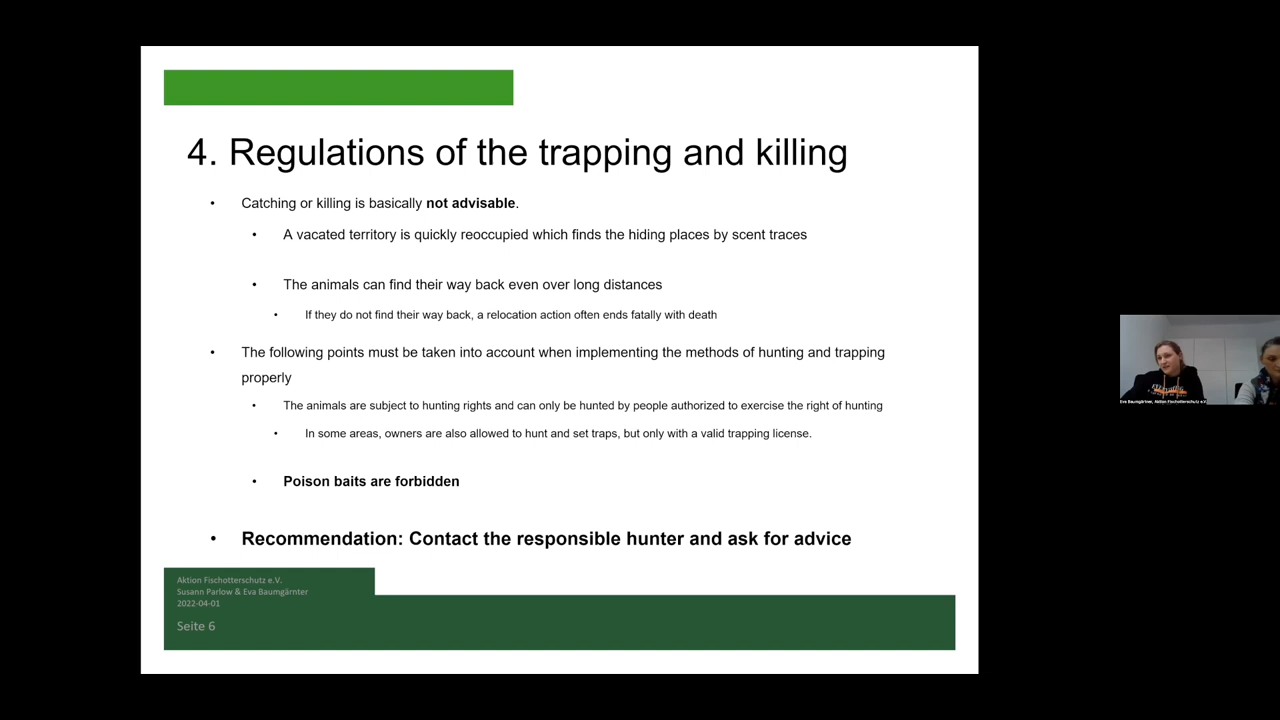 4. Regulations of the trapping and killing
• Catching or killing is basically not advisable.
• A vacated territory is quickly reoccupied which finds the hiding places by scent traces
• The animals can find their way back even over long distances
• If they do not find their way back, a relocation action often ends fatally with death
• The following points must be taken into account when implementing the methods of hunting and trapping
properly
• The animals are subject to hunting rights and can only be hunted by people authorized to exercise the right of hunting
• In some areas, owners are also allowed to hunt and set traps, but only with a valid trapping license.
• Poison baits are forbidden
• Recommendation: Contact the responsible hunter and ask for advice
Aktion Fischotterschutz e.V.
Susann Parlow & Eva Baumgärnter
2022-04-01
Seite 6
Eva Baumgärtner, Aktion Fischotterschutz e.V.